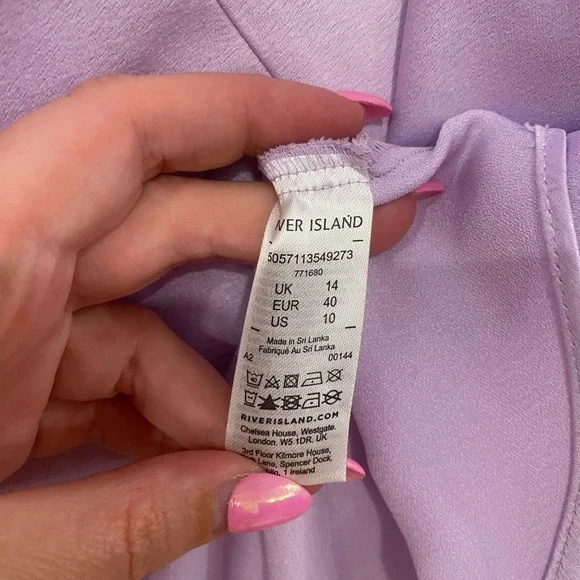 VER ISLAND
5057113549273
771680
UK 14
EUR 40
US 10
Made in Sri Lanka
Fabriqué Au Sri Lanka
A2 00144
RIVERISLAND.COM
Chelsea House, Westgate.
London. W5 1DR. UK
3rd Floor Kilmore House,
Lane, Spencer Dock,
1 Ireland